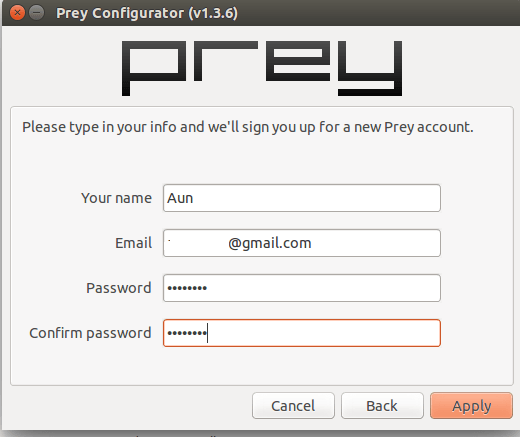 Prey Configurator (v1.3.6)
prey
Please type in your info and we'll sign you up for a new Prey account.
Your name Aun
Email @gmail.com
Password ••••••••
Confirm password ••••••••
Cancel Back Apply